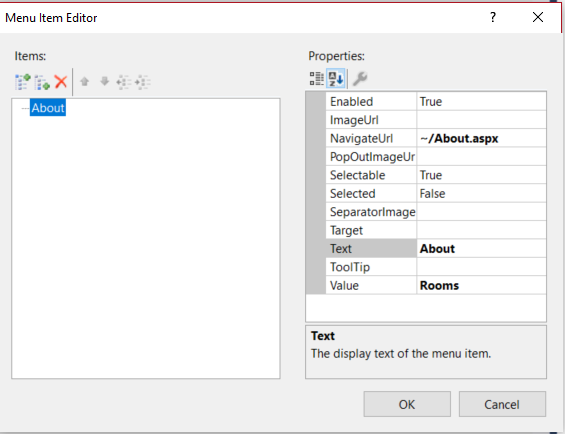 Menu Item Editor
Items:
Properties:
About
Enabled True
ImageUrl
NavigateUrl ~/About.aspx
PopOutImageUr
Selectable True
Selected False
SeparatorImage
Target
Text About
ToolTip
Value Rooms
Text
The display text of the menu item.
OK Cancel